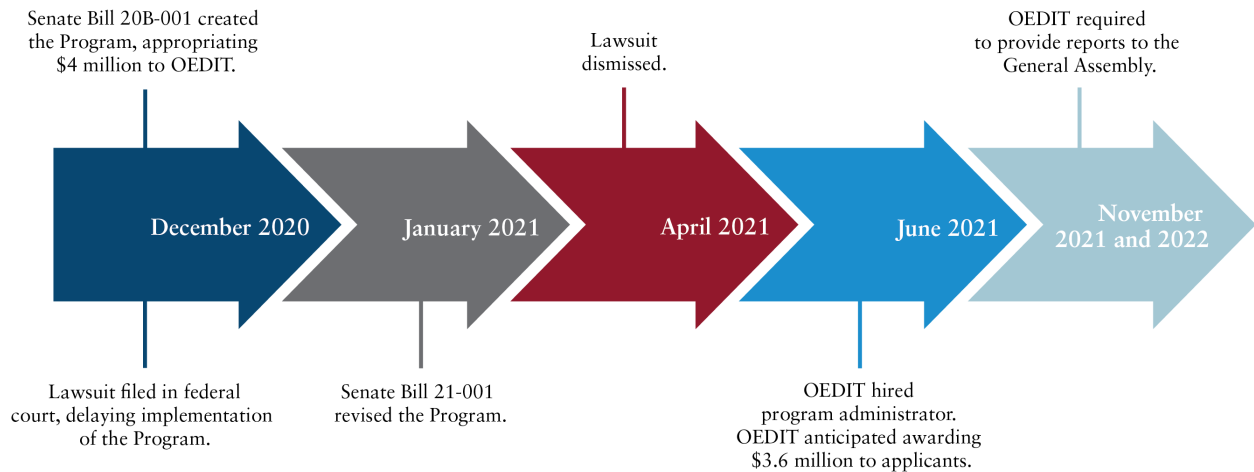 Senate Bill 20B-001 created
the Program, appropriating
$4 million to OEDIT.
Lawsuit
dismissed.
OEDIT required
to provide reports to the
General Assembly.
December 2020
January 2021
April 2021
June 2021
November
2021 and 2022
Lawsuit filed in federal
court, delaying implementation
of the Program.
Senate Bill 21-001
revised the Program.
OEDIT hired
program administrator.
OEDIT anticipated awarding
$3.6 million to applicants.